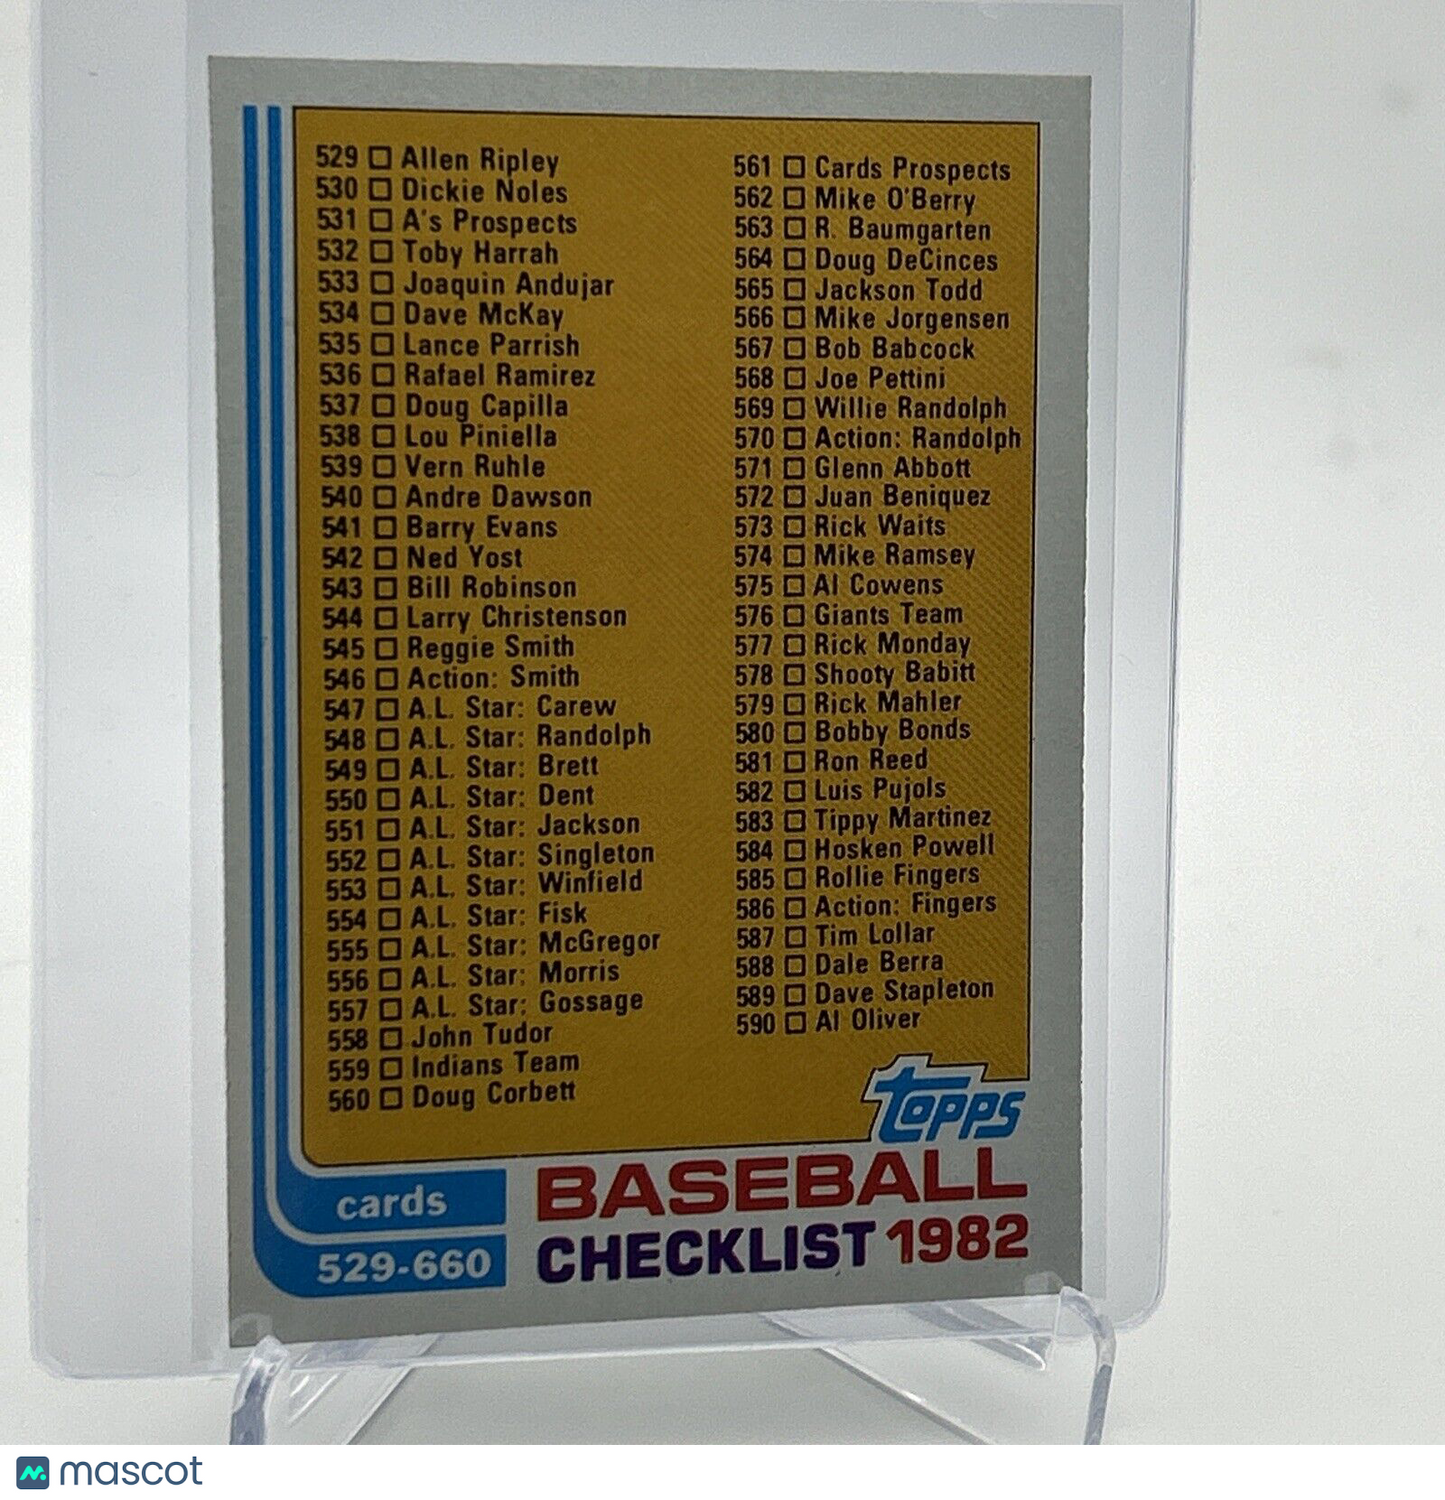 529 ☐ Allen Ripley
530 ☐ Dickie Noles
531 ☐ A's Prospects
532 ☐ Toby Harrah
533 ☐ Joaquin Andujar
534 ☐ Dave McKay
535 ☐ Lance Parrish
536 ☐ Rafael Ramirez
537 ☐ Doug Capilla
538 ☐ Lou Piniella
539 ☐ Vern Ruhle
540 ☐ Andre Dawson
541 ☐ Barry Evans
542 ☐ Ned Yost
543 ☐ Bill Robinson
544 ☐ Larry Christenson
545 ☐ Reggie Smith
546 ☐ Action: Smith
547 ☐ A.L. Star: Carew
548 ☐ A.L. Star: Randolph
549 ☐ A.L. Star: Brett
550 ☐ A.L. Star: Dent
551 ☐ A.L. Star: Jackson
552 ☐ A.L. Star: Singleton
553 ☐ A.L. Star: Winfield
554 ☐ A.L. Star: Fisk
555 ☐ A.L. Star: McGregor
556 ☐ A.L. Star: Morris
557 ☐ A.L. Star: Gossage
558 ☐ John Tudor
559 ☐ Indians Team
560 ☐ Doug Corbett
561 ☐ Cards Prospects
562 ☐ Mike O'Berry
563 ☐ R. Baumgarten
564 ☐ Doug DeCinces
565 ☐ Jackson Todd
566 ☐ Mike Jorgensen
567 ☐ Bob Babcock
568 ☐ Joe Pettini
569 ☐ Willie Randolph
570 ☐ Action: Randolph
571 ☐ Glenn Abbott
572 ☐ Juan Beniquez
573 ☐ Rick Waits
574 ☐ Mike Ramsey
575 ☐ Al Cowens
576 ☐ Giants Team
577 ☐ Rick Monday
578 ☐ Shooty Babitt
579 ☐ Rick Mahler
580 ☐ Bobby Bonds
581 ☐ Ron Reed
582 ☐ Luis Pujols
583 ☐ Tippy Martinez
584 ☐ Hosken Powell
585 ☐ Rollie Fingers
586 ☐ Action: Fingers
587 ☐ Tim Lollar
588 ☐ Dale Berra
589 ☐ Dave Stapleton
590 ☐ Al Oliver
Topps
cards
529-660
BASEBALL
CHECKLIST 1982
mascot